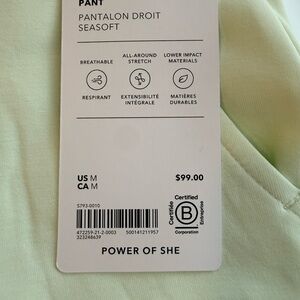 PANT
PANTALON DROIT
SEASOFT
BREATHABLE
ALL-AROUND
STRETCH
LOWER IMPACT
MATERIALS
RESPIRANT
EXTENSIBILITÉ
INTÉGRALE
MATIÈRES
DURABLES
US M
CA M
$99.00
5793-0010
472259-21-2-0003 500141211957
323248639
Certified
Certifiée
B
Entreprise
Corporation
POWER OF SHE